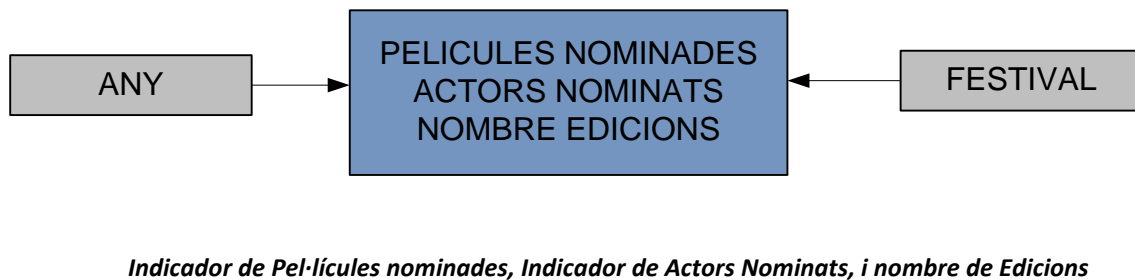 ANY
PELICULES NOMINADES
ACTORS NOMINATS
NOMBRE EDICIONS
FESTIVAL
Indicador de Pel·lícules nominades, Indicador de Actors Nominats, i nombre de Edicions